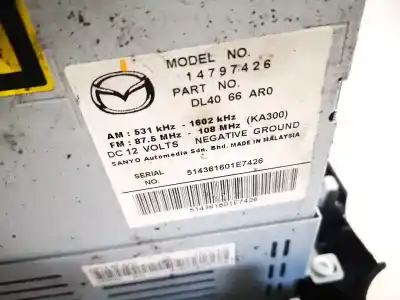 MODEL NO.
14797426
PART NO.
DL40 66 AR0
AM : 531 kHz - 1602 kHz
FM : 87.5 MHz - 108 MHz (KA300)
DC 12 VOLTS NEGATIVE GROUND
SANYO Automedia Sdn. Bhd. MADE IN MALAYSIA
SERIAL NO. 514361601E7426
514361601E7426